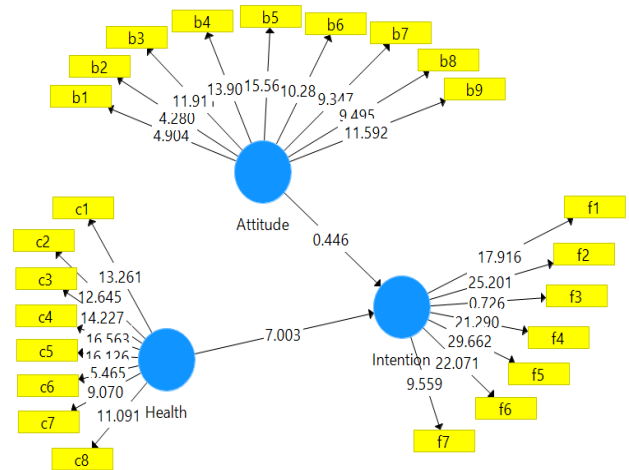 b1
b2
b3
b4
b5
b6
b7
b8
b9
4.904
4.280
13.90
15.56
10.28
9.347
9.495
11.592
Attitude
0.446
c1
c2
c3
c4
c5
c6
c7
c8
13.261
12.645
14.227
16.563
16.126
5.465
9.070
11.091
Health
7.003
Intention
f1
f2
f3
f4
f5
f6
f7
17.916
25.201
0.726
21.290
29.662
22.071
9.559